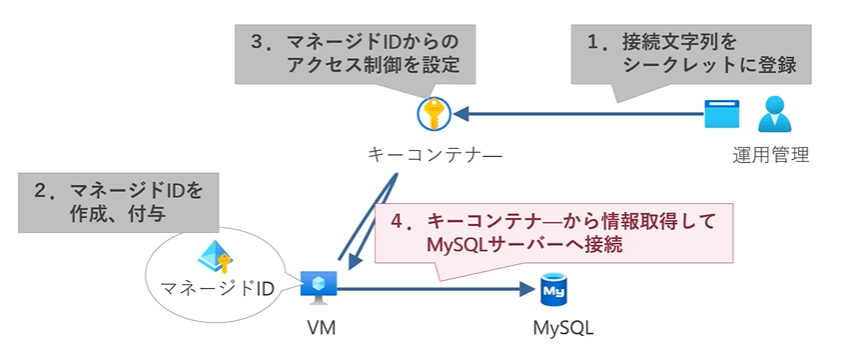 3．マネージドIDからの
アクセス制御を設定
1．接続文字列を
シークレットに登録
キーコンテナ―
運用管理
2．マネージドIDを
作成、付与
4．キーコンテナ―から情報取得して
MySQLサーバーへ接続
マネージドID
My
VM
MySQL